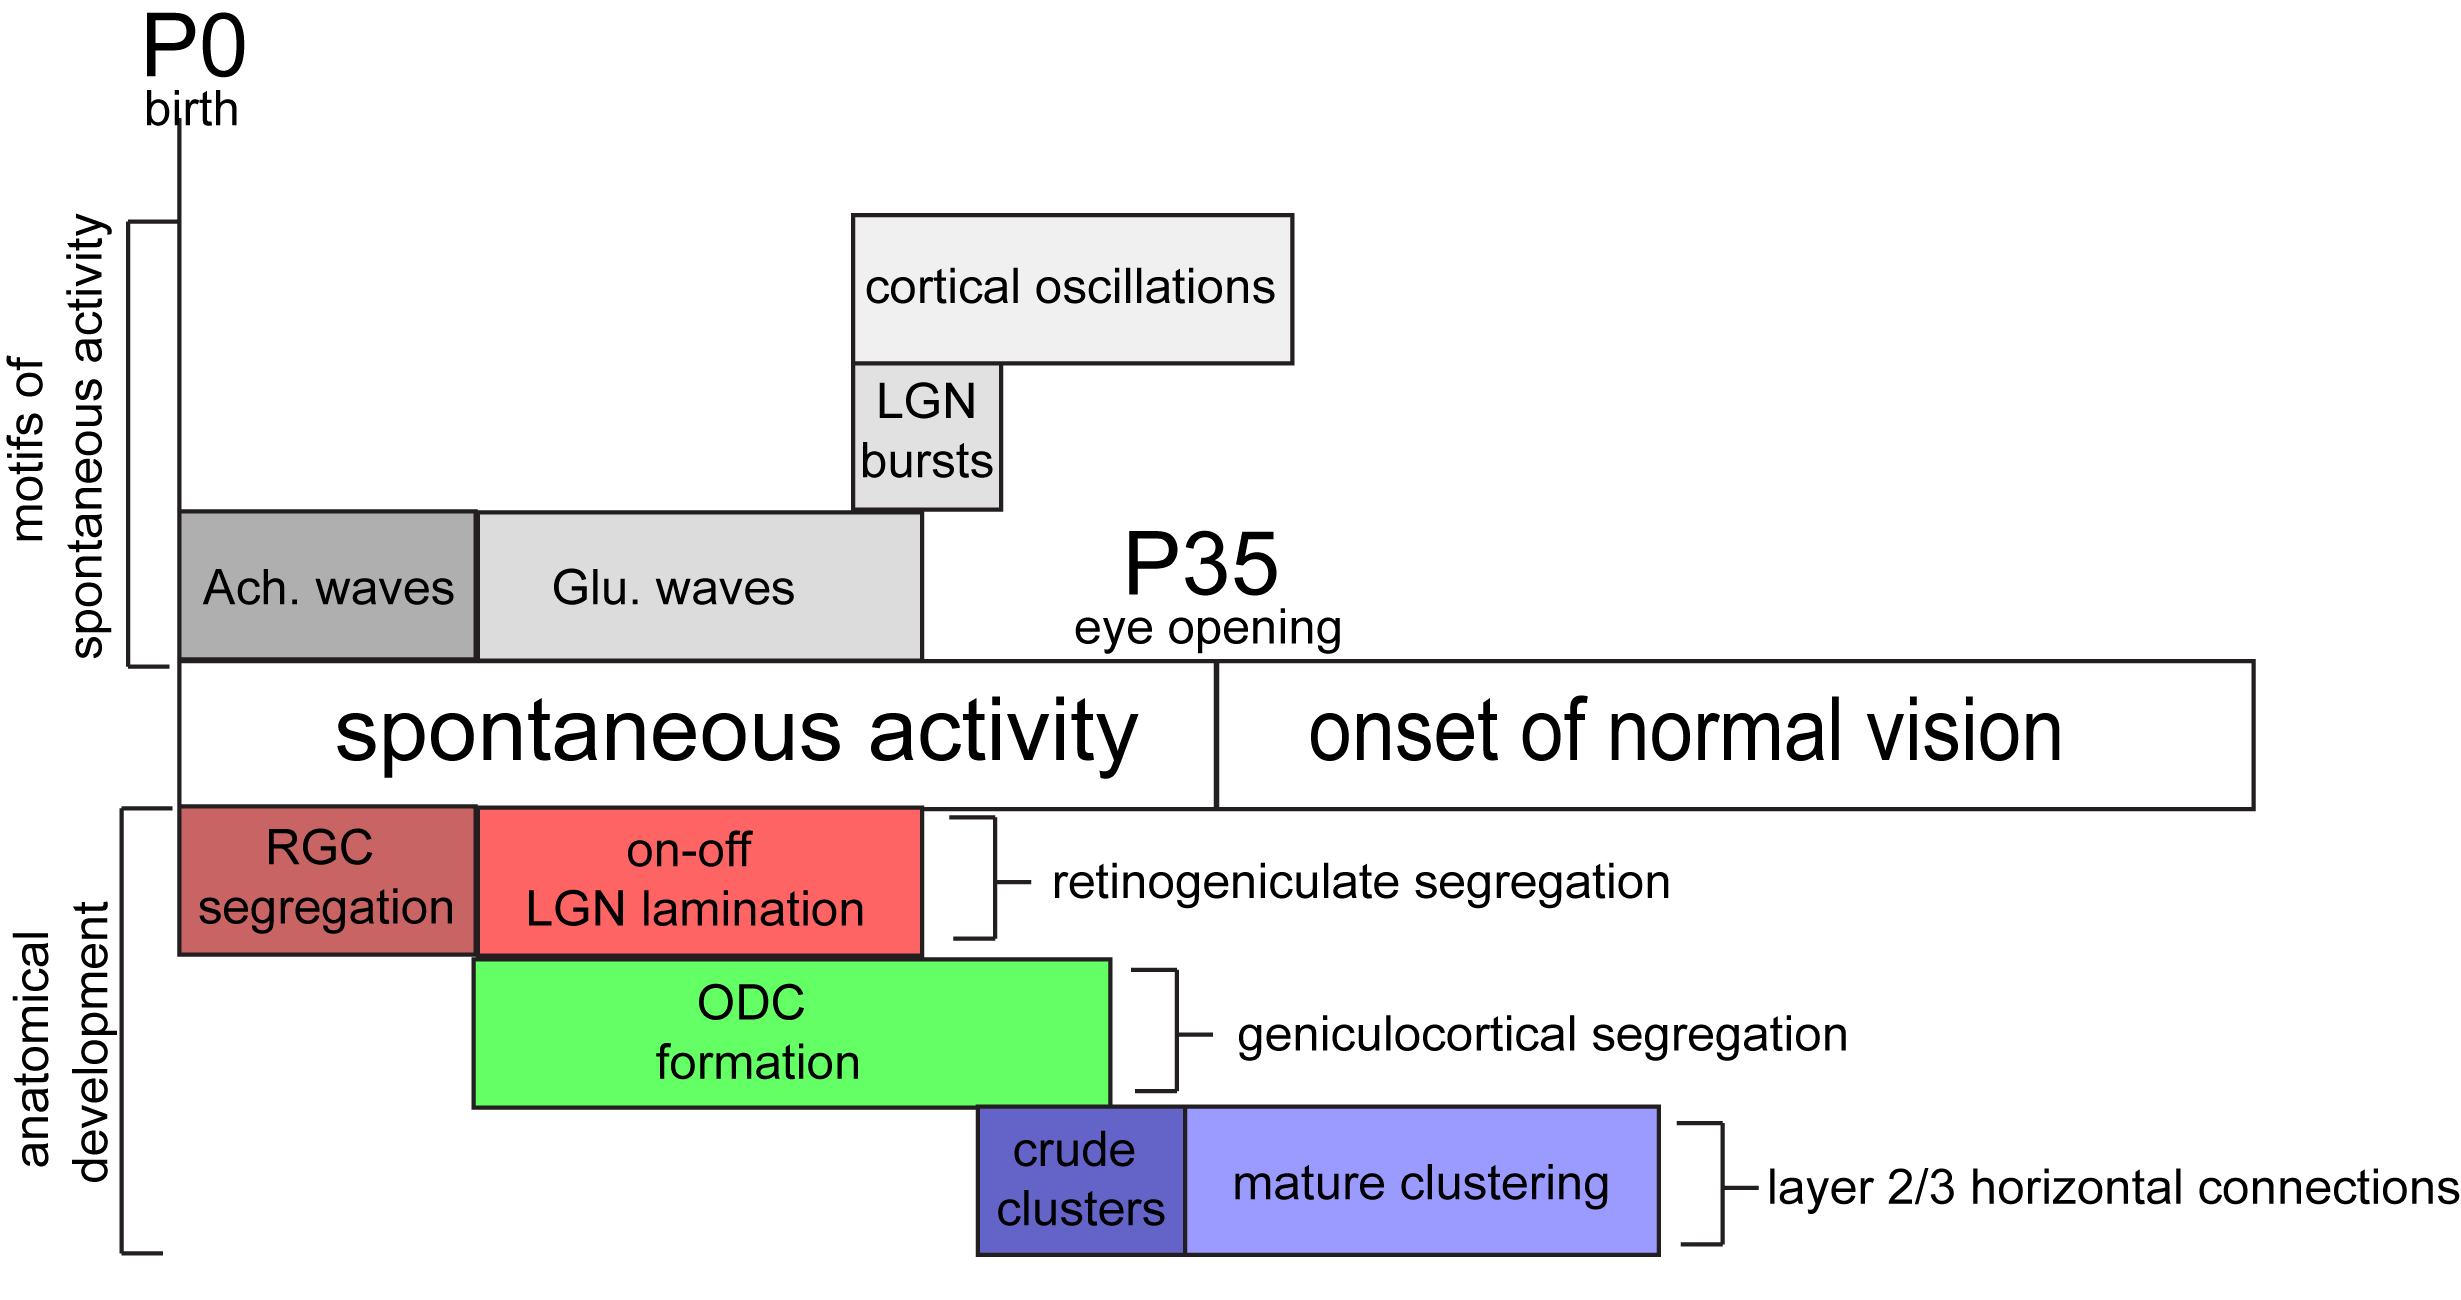 P0
birth
motifs of
spontaneous activity
cortical oscillations
LGN
bursts
Ach. waves
Glu. waves
P35
eye opening
spontaneous activity
onset of normal vision
anatomical
development
RGC
segregation
on-off
LGN lamination
retinogeniculate segregation
ODC
formation
geniculocortical segregation
crude
clusters
mature clustering
layer 2/3 horizontal connections